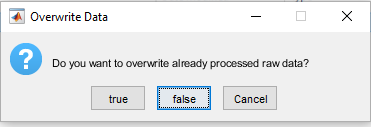 Overwrite Data
Do you want to overwrite already processed raw data?
true false Cancel